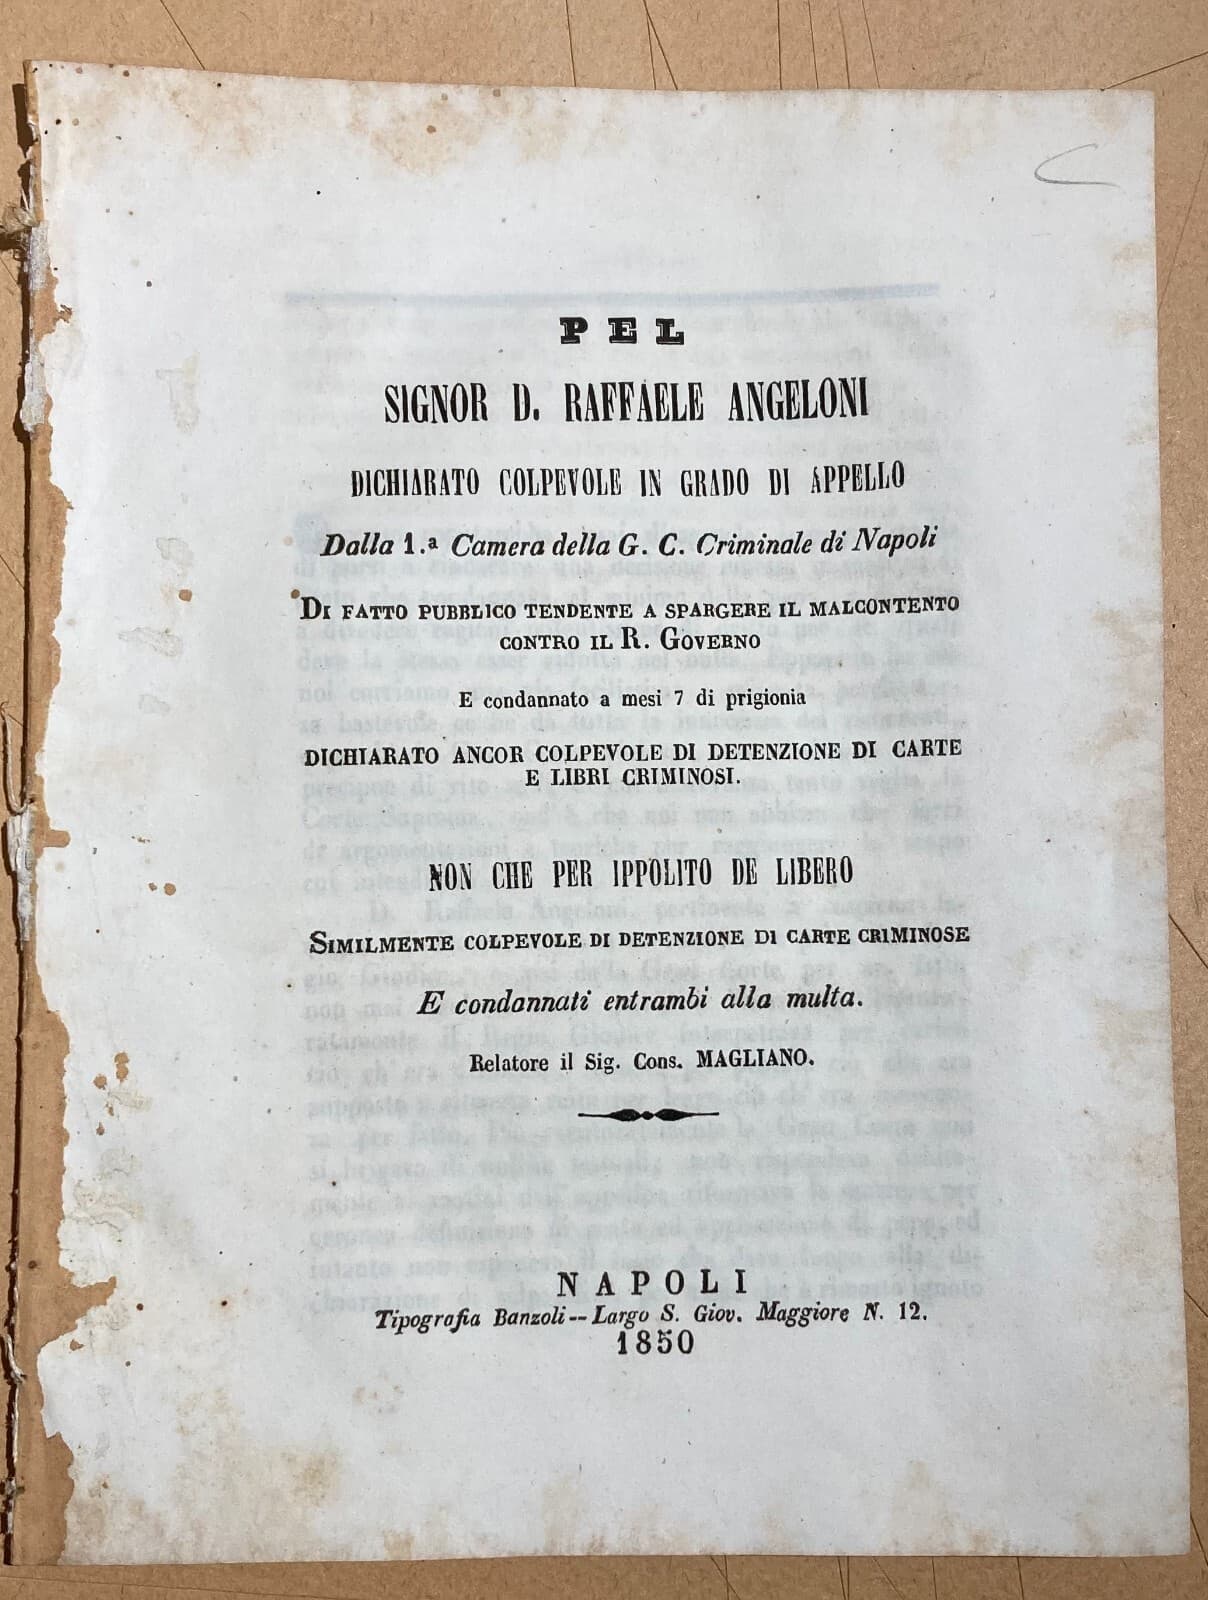 PEL
SIGNOR D. RAFFAELE ANGELONI
DICHIARATO COLPEVOLE IN GRADO DI APPELLO
Dalla 1.ª Camera della G. C. Criminale di Napoli
DI FATTO PUBBLICO TENDENTE A SPARGERE IL MALCONTENTO
CONTRO IL R. GOVERNO
E condannato a mesi 7 di prigionia
DICHIARATO ANCOR COLPEVOLE DI DETENZIONE DI CARTE
E LIBRI CRIMINOSI.
NON CHE PER IPPOLITO DE LIBERO
SIMILMENTE COLPEVOLE DI DETENZIONE DI CARTE CRIMINOSE
E condannati entrambi alla multa.
Relatore il Sig. Cons. MAGLIANO.
NAPOLI
Tipografia Banzoli -- Largo S. Giov. Maggiore N. 12.
1850